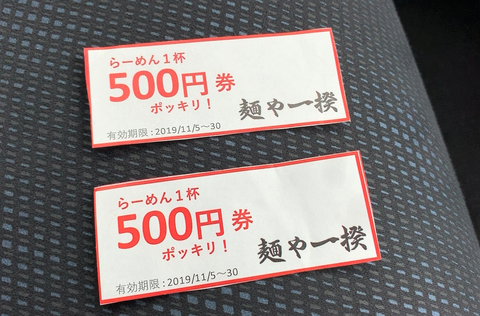 らーめん１杯
500円 券
ポッキリ！
麺や一揆
有効期限：2019/11/5〜30
らーめん１杯
500円 券
ポッキリ！
麺や一揆
有効期限：2019/11/5〜30